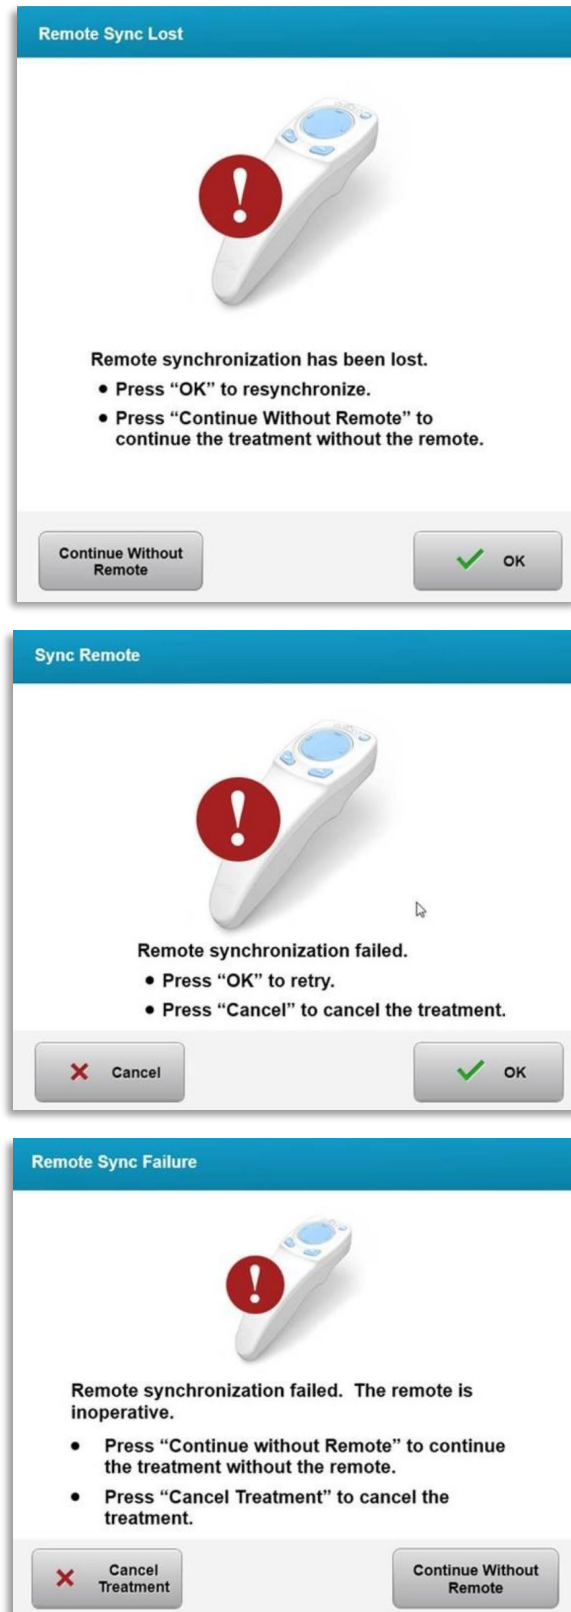 Remote Sync Lost
Remote synchronization has been lost.
• Press “OK” to resynchronize.
• Press “Continue Without Remote” to
continue the treatment without the remote.
Continue Without
Remote
OK
Sync Remote
Remote synchronization failed.
• Press “OK” to retry.
• Press “Cancel” to cancel the treatment.
Cancel
OK
Remote Sync Failure
Remote synchronization failed.  The remote is
inoperative.
• Press “Continue without Remote” to continue
the treatment without the remote.
• Press “Cancel Treatment” to cancel the
treatment.
Cancel
Treatment
Continue Without
Remote